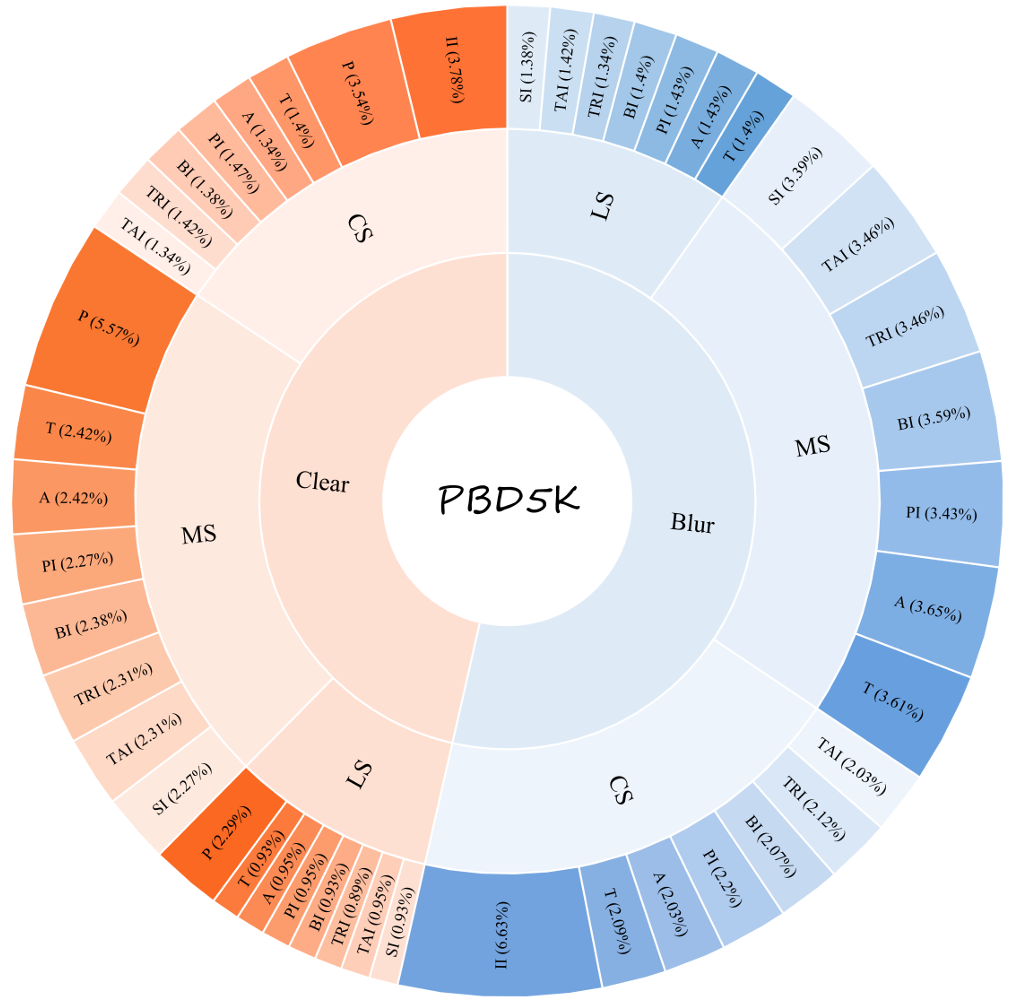 PBD5K
Blur
Clear
LS
MS
CS
LS
MS
CS
SI (1.38%)
TAI (1.42%)
TRI (1.34%)
BI (1.4%)
PI (1.43%)
A (1.43%)
T (1.4%)
SI (3.39%)
TAI (3.46%)
TRI (3.46%)
BI (3.59%)
PI (3.43%)
A (3.65%)
T (3.61%)
TAI (2.03%)
TRI (2.12%)
BI (2.07%)
PI (2.2%)
A (2.03%)
T (2.09%)
II (6.63%)
SI (0.93%)
TAI (0.95%)
TRI (0.89%)
BI (0.93%)
PI (0.95%)
A (0.95%)
T (0.93%)
P (2.29%)
SI (2.27%)
TAI (2.31%)
TRI (2.31%)
BI (2.38%)
PI (2.27%)
A (2.42%)
T (2.42%)
P (5.57%)
TAI (1.34%)
TRI (1.42%)
BI (1.38%)
PI (1.47%)
A (1.34%)
T (1.4%)
P (3.54%)
II (3.78%)